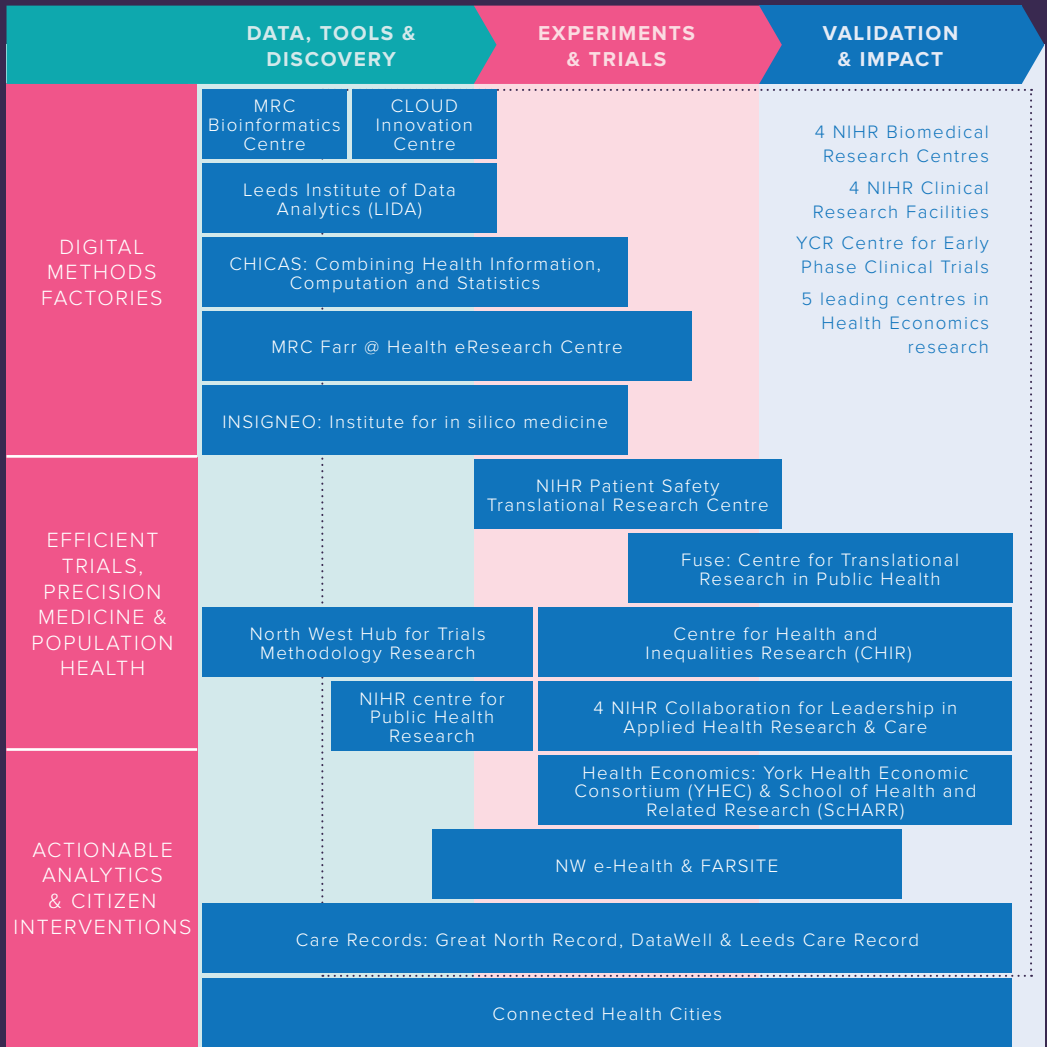 DATA, TOOLS &
DISCOVERY
EXPERIMENTS
& TRIALS
VALIDATION
& IMPACT
DIGITAL
METHODS
FACTORIES
MRC
Bioinformatics
Centre
CLOUD
Innovation
Centre
Leeds Institute of Data
Analytics (LIDA)
CHICAS: Combining Health Information,
Computation and Statistics
MRC Farr @ Health eResearch Centre
INSIGNEO: Institute for in silico medicine
4 NIHR Biomedical
Research Centres
4 NIHR Clinical
Research Facilities
YCR Centre for Early
Phase Clinical Trials
5 leading centres in
Health Economics
research
EFFICIENT
TRIALS,
PRECISION
MEDICINE &
POPULATION
HEALTH
NIHR Patient Safety
Translational Research Centre
Fuse: Centre for Translational
Research in Public Health
North West Hub for Trials
Methodology Research
Centre for Health and
Inequalities Research (CHIR)
NIHR centre for
Public Health
Research
4 NIHR Collaboration for Leadership in
Applied Health Research & Care
ACTIONABLE
ANALYTICS
& CITIZEN
INTERVENTIONS
Health Economics: York Health Economic
Consortium (YHEC) & School of Health and
Related Research (ScHARR)
NW e-Health & FARSITE
Care Records: Great North Record, DataWell & Leeds Care Record
Connected Health Cities